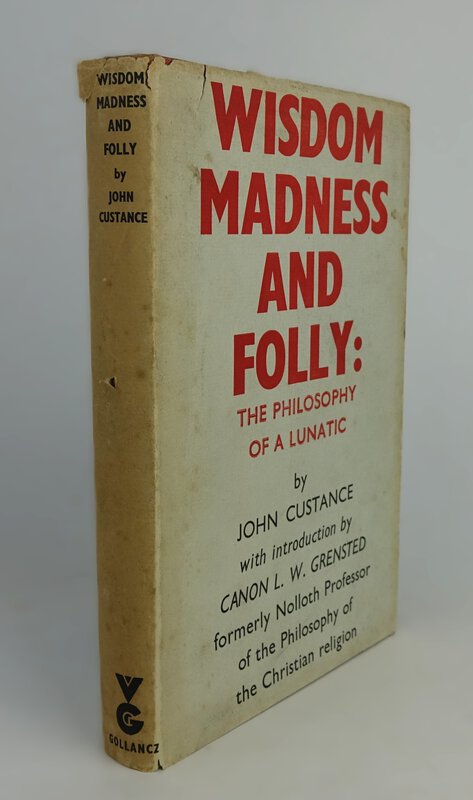 WISDOM
MADNESS
AND
FOLLY
by
JOHN
CUSTANCE
VG
GOLLANCZ
WISDOM
MADNESS
AND
FOLLY:
THE PHILOSOPHY
OF A LUNATIC
by
JOHN CUSTANCE
with introduction by
CANON L. W. GRENSTED
formerly Nolloth Professor
of the Philosophy of
the Christian religion